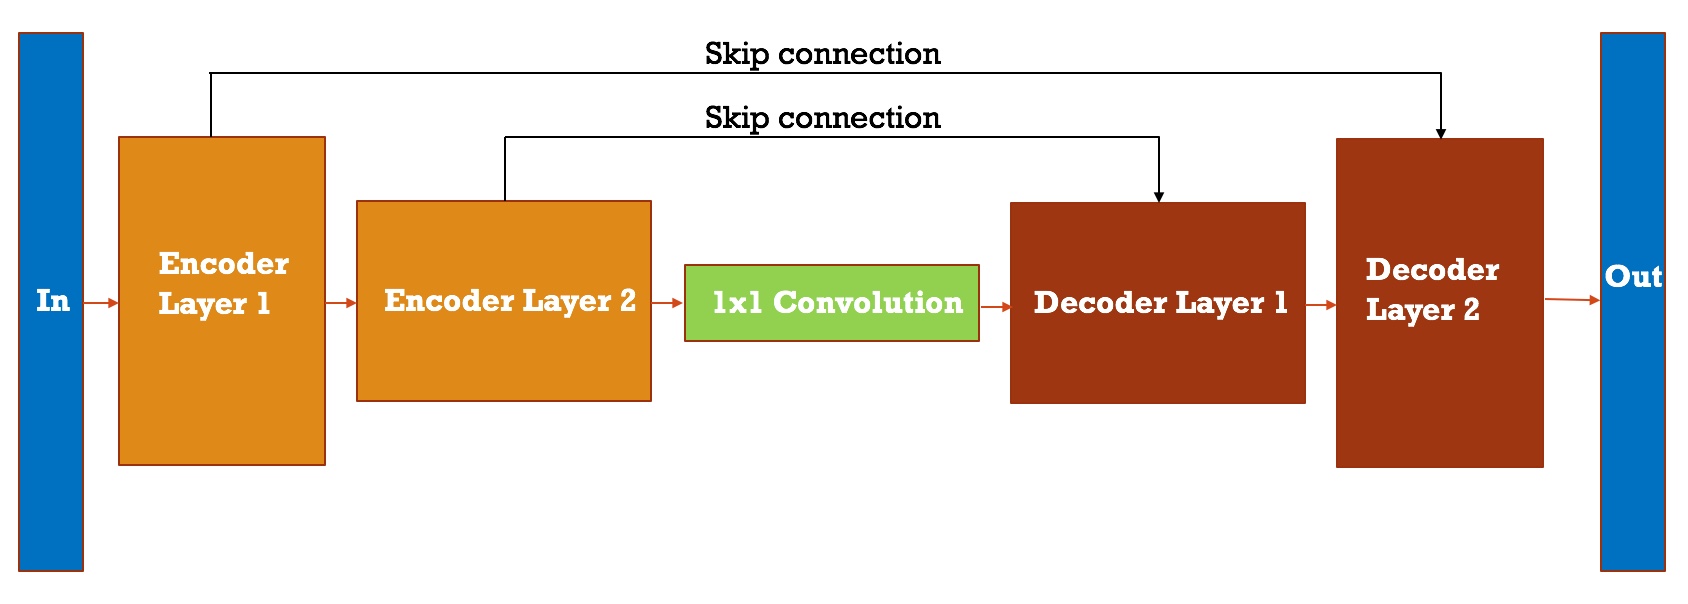 Skip connection
Skip connection
In
Encoder
Layer 1
Encoder Layer 2
1x1 Convolution
Decoder Layer 1
Decoder
Layer 2
Out